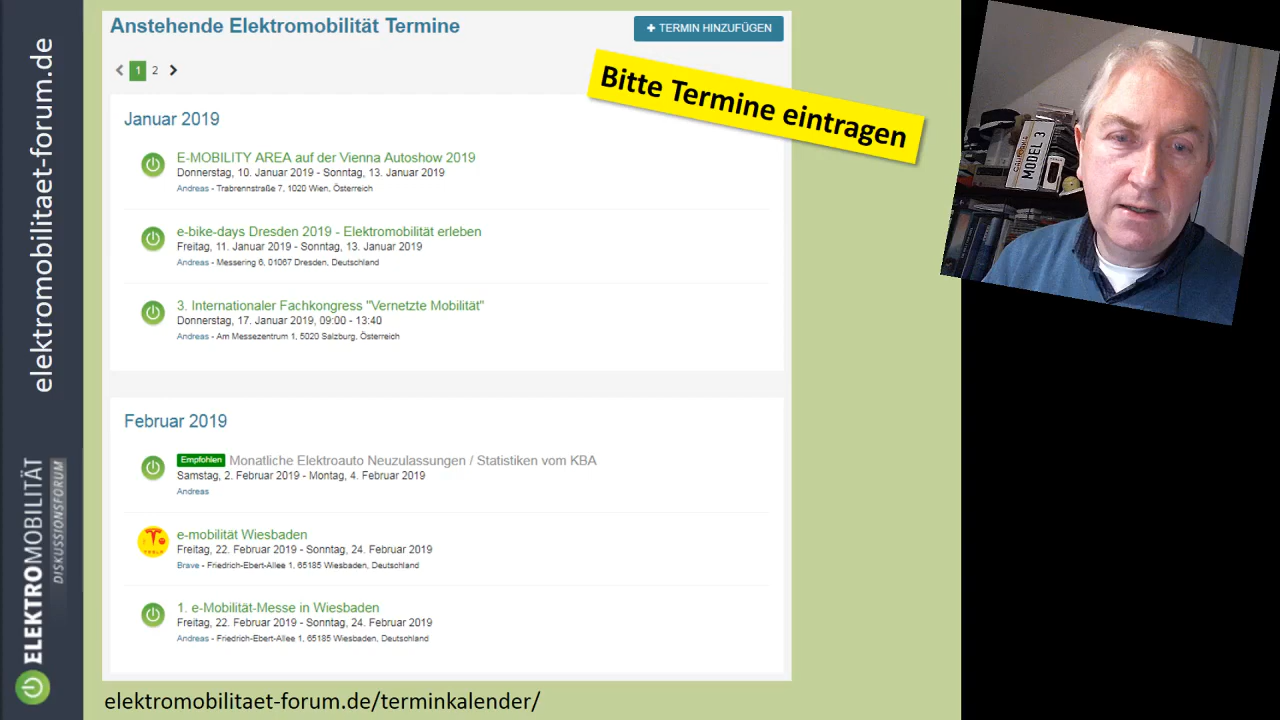 elektromobilitaet-forum.de
ELEKTROMOBILITÄT
DISKUSSIONSFORUM
Anstehende Elektromobilität Termine
+ TERMIN HINZUFÜGEN
1 2
Bitte Termine eintragen
Januar 2019
E-MOBILITY AREA auf der Vienna Autoshow 2019
Donnerstag, 10. Januar 2019 - Sonntag, 13. Januar 2019
Andreas - Trabrennstraße 7, 1020 Wien, Österreich
e-bike-days Dresden 2019 - Elektromobilität erleben
Freitag, 11. Januar 2019 - Sonntag, 13. Januar 2019
Andreas - Messering 6, 01067 Dresden, Deutschland
3. Internationaler Fachkongress "Vernetzte Mobilität"
Donnerstag, 17. Januar 2019, 09:00 - 13:40
Andreas - Am Messezentrum 1, 5020 Salzburg, Österreich
Februar 2019
Empfohlen Monatliche Elektroauto Neuzulassungen / Statistiken vom KBA
Samstag, 2. Februar 2019 - Montag, 4. Februar 2019
Andreas
e-mobilität Wiesbaden
Freitag, 22. Februar 2019 - Sonntag, 24. Februar 2019
Brave - Friedrich-Ebert-Allee 1, 65185 Wiesbaden, Deutschland
1. e-Mobilität-Messe in Wiesbaden
Freitag, 22. Februar 2019 - Sonntag, 24. Februar 2019
Andreas - Friedrich-Ebert-Allee 1, 65185 Wiesbaden, Deutschland
elektromobilitaet-forum.de/terminkalender/
CALIFORNIA
MODEL 3